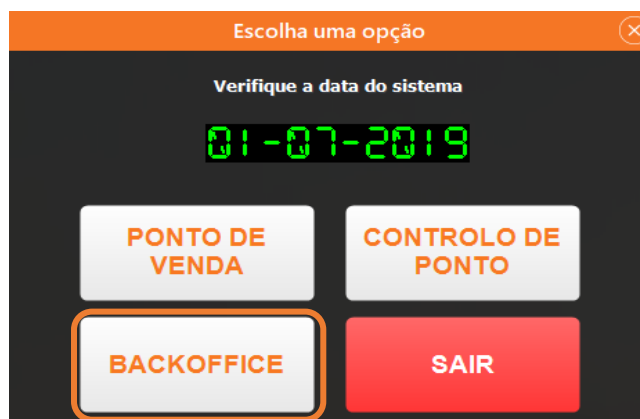 Escolha uma opção
Verifique a data do sistema
01-07-2019
PONTO DE
VENDA
CONTROLO DE
PONTO
BACKOFFICE
SAIR